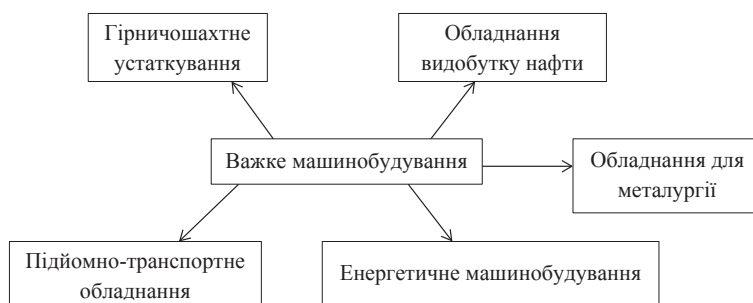 Гірничошахтне
устаткування
Обладнання
видобутку нафти
Важке машинобудування
Обладнання для
металургії
Підйомно-транспортне
обладнання
Енергетичне машинобудування